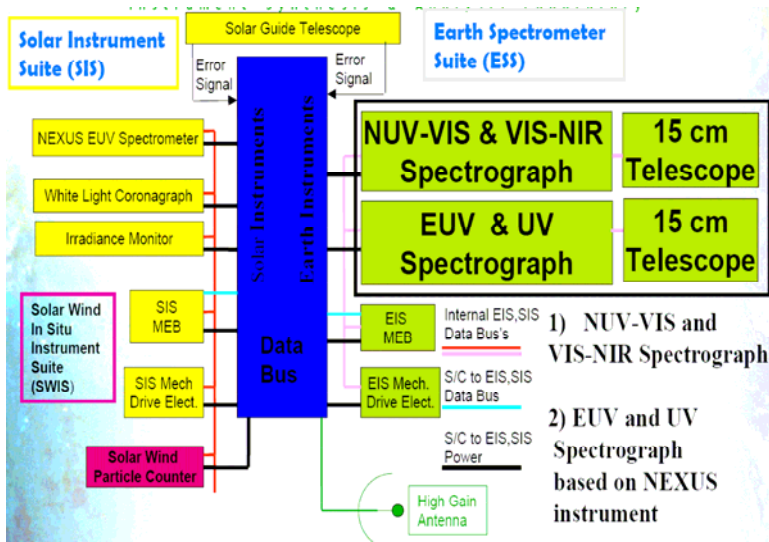 Solar Guide Telescope
Solar Instrument
Suite (SIS)
Earth Spectrometer
Suite (ESS)
Error
Signal
Error
Signal
NEXUS EUV Spectrometer
White Light Coronagraph
Irradiance Monitor
SIS
MEB
SIS Mech
Drive Elect.
Solar Wind
Particle Counter
Solar Wind
In Situ
Instrument
Suite
(SWIS)
Solar Instruments
Earth Instruments
Data
Bus
NUV-VIS & VIS-NIR
Spectrograph
15 cm
Telescope
EUV & UV
Spectrograph
15 cm
Telescope
EIS
MEB
EIS Mech.
Drive Elect.
Internal EIS,SIS
Data Bus's
S/C to EIS,SIS
Data Bus
S/C to EIS,SIS
Power
High Gain
Antenna
1) NUV-VIS and
VIS-NIR Spectrograph
2) EUV and UV
Spectrograph
based on NEXUS
instrument